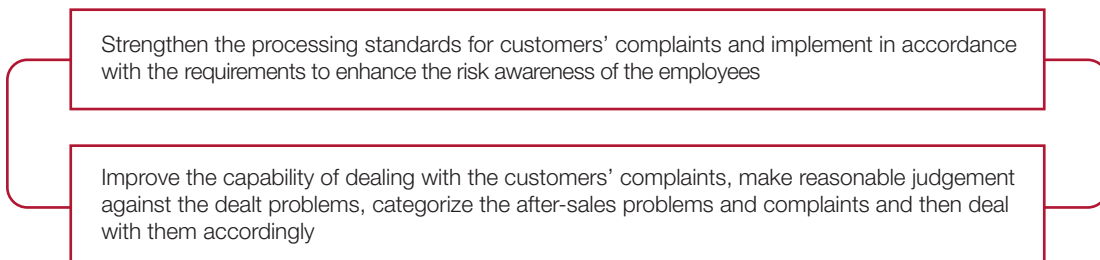 Strengthen the processing standards for customers’ complaints and implement in accordance
with the requirements to enhance the risk awareness of the employees
Improve the capability of dealing with the customers’ complaints, make reasonable judgement
against the dealt problems, categorize the after-sales problems and complaints and then deal
with them accordingly